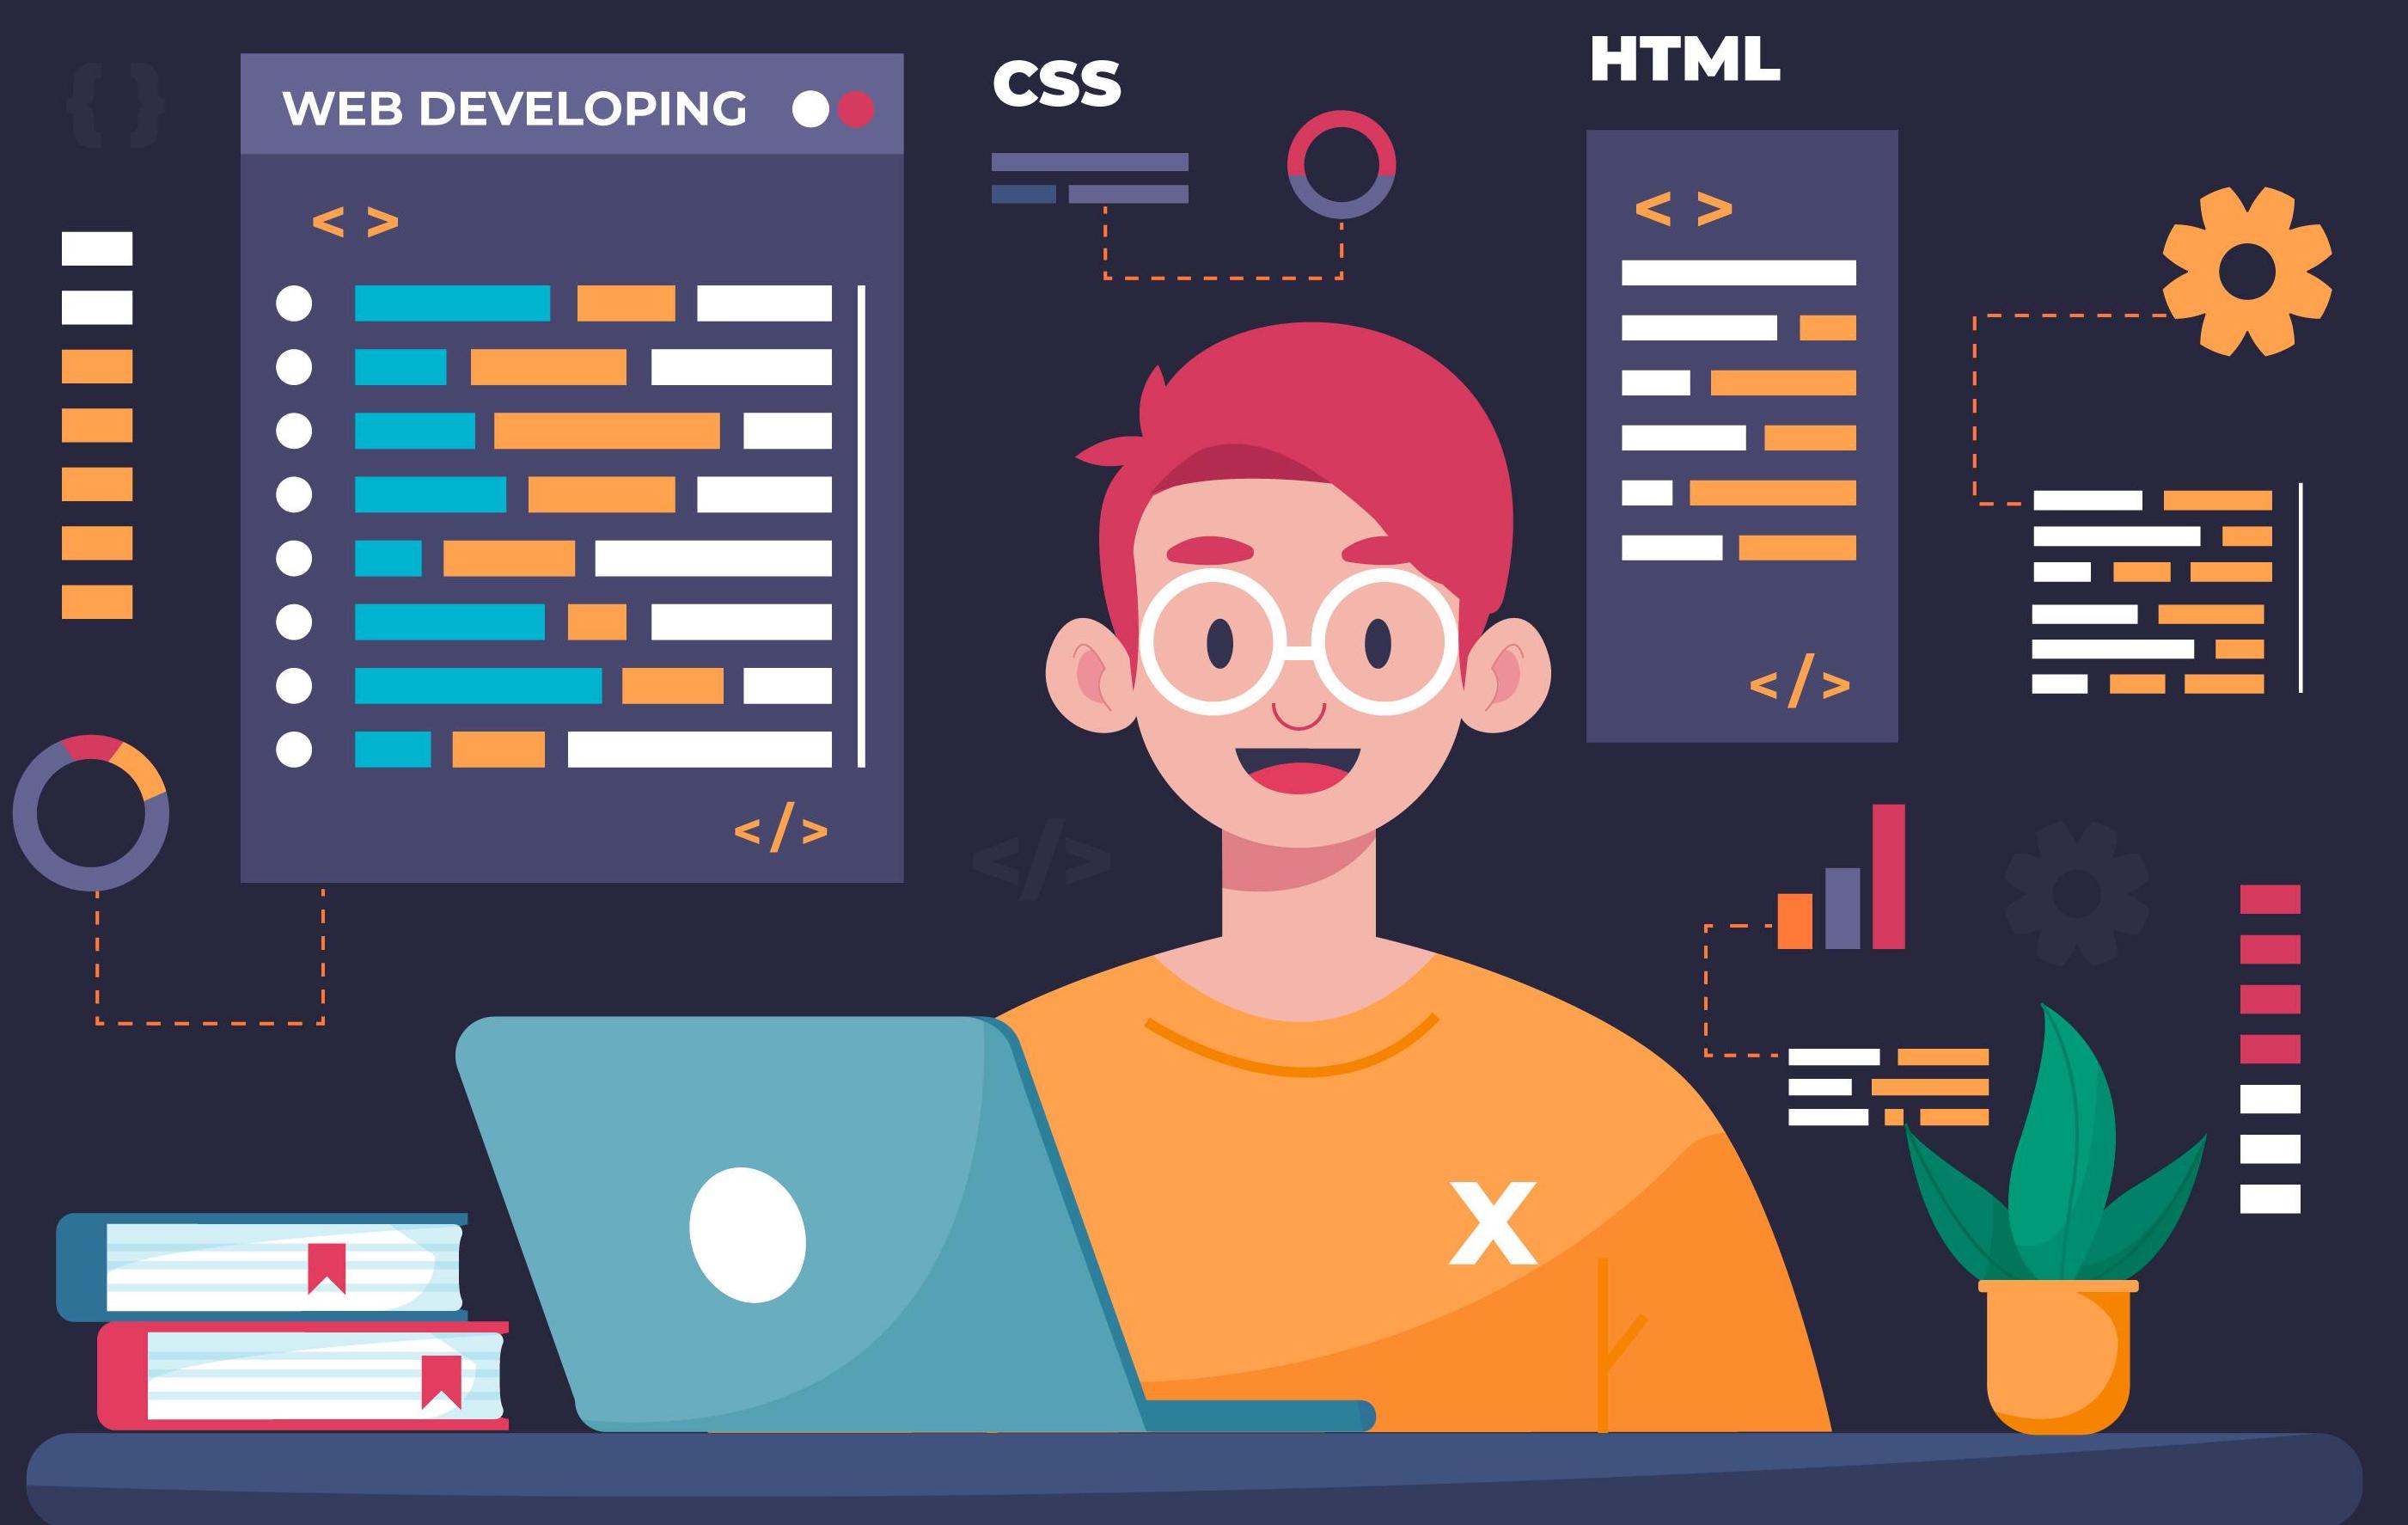 { }
WEB DEVELOPING
CSS
HTML
< >
< >
</>
</>
</>
X